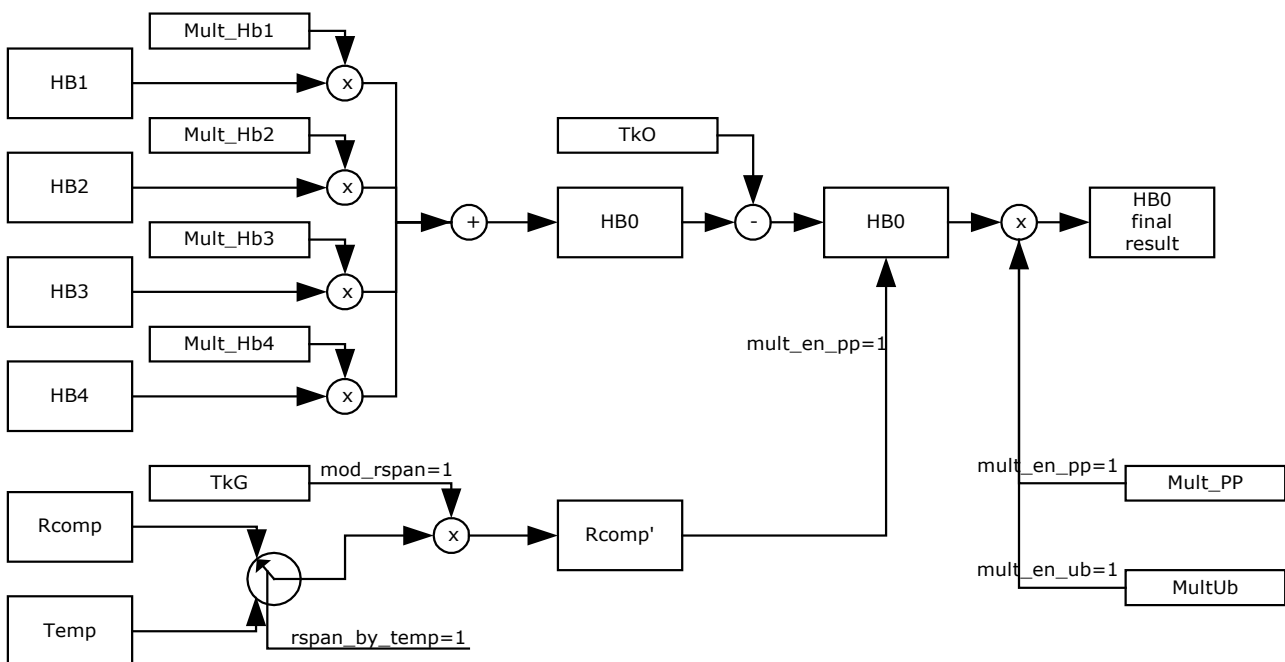 Mult_Hb1
HB1
x
Mult_Hb2
HB2
x
Mult_Hb3
HB3
x
Mult_Hb4
HB4
x
+
HB0
TkO
-
HB0
x
HB0
final
result
mult_en_pp=1
TkG
mod_rspan=1
Rcomp
x
Rcomp'
Temp
rspan_by_temp=1
mult_en_pp=1
Mult_PP
mult_en_ub=1
MultUb